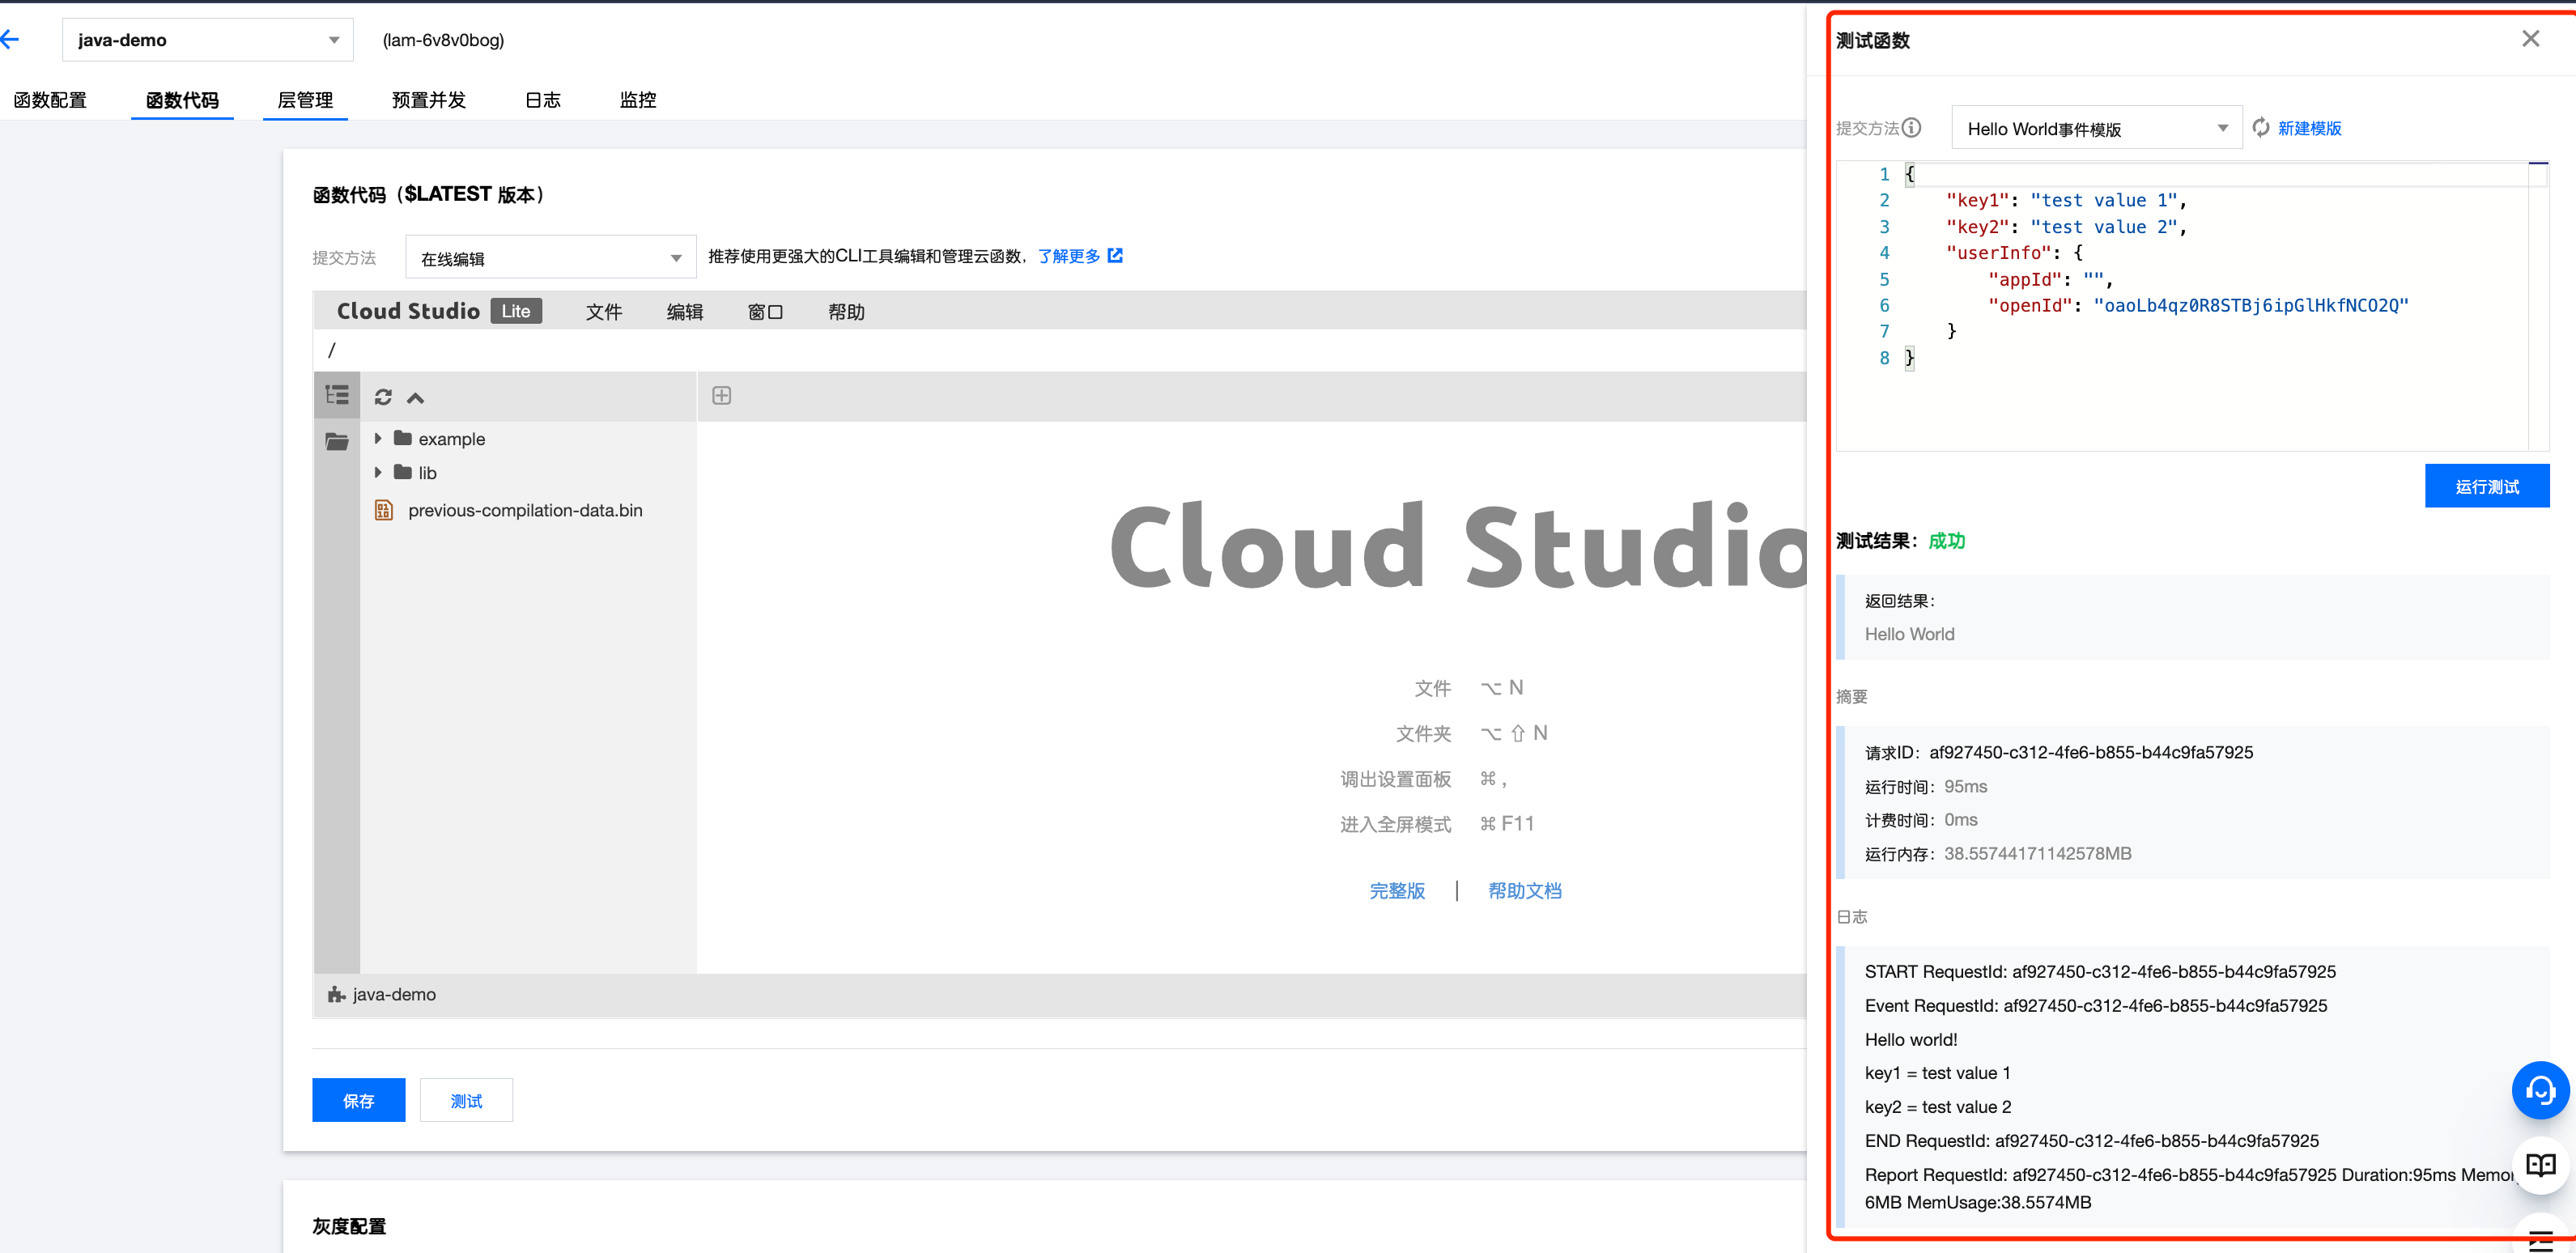 java-demo
(lam-6v8v0bog)
函数配置
函数代码
层管理
预置并发
日志
监控
函数代码（$LATEST 版本）
提交方法
在线编辑
推荐使用更强大的CLI工具编辑和管理云函数，了解更多
Cloud Studio Lite
文件
编辑
窗口
帮助
/
example
lib
previous-compilation-data.bin
Cloud Studio
文件 ⌥ N
文件夹 ⌥ ⇧ N
调出设置面板 ⌘ ,
进入全屏模式 ⌘ F11
完整版 | 帮助文档
java-demo
保存
测试
灰度配置
测试函数
提交方法
Hello World事件模版
新建模版
1 {
2 "key1": "test value 1",
3 "key2": "test value 2",
4 "userInfo": {
5 "appId": "",
6 "openId": "oaoLb4qz0R8STBj6ipGlHkfNCO2Q"
7 }
8 }
运行测试
测试结果：成功
返回结果：
Hello World
摘要
请求ID：af927450-c312-4fe6-b855-b44c9fa57925
运行时间：95ms
计费时间：0ms
运行内存：38.55744171142578MB
日志
START RequestId: af927450-c312-4fe6-b855-b44c9fa57925
Event RequestId: af927450-c312-4fe6-b855-b44c9fa57925
Hello world!
key1 = test value 1
key2 = test value 2
END RequestId: af927450-c312-4fe6-b855-b44c9fa57925
Report RequestId: af927450-c312-4fe6-b855-b44c9fa57925 Duration:95ms Memor
6MB MemUsage:38.5574MB